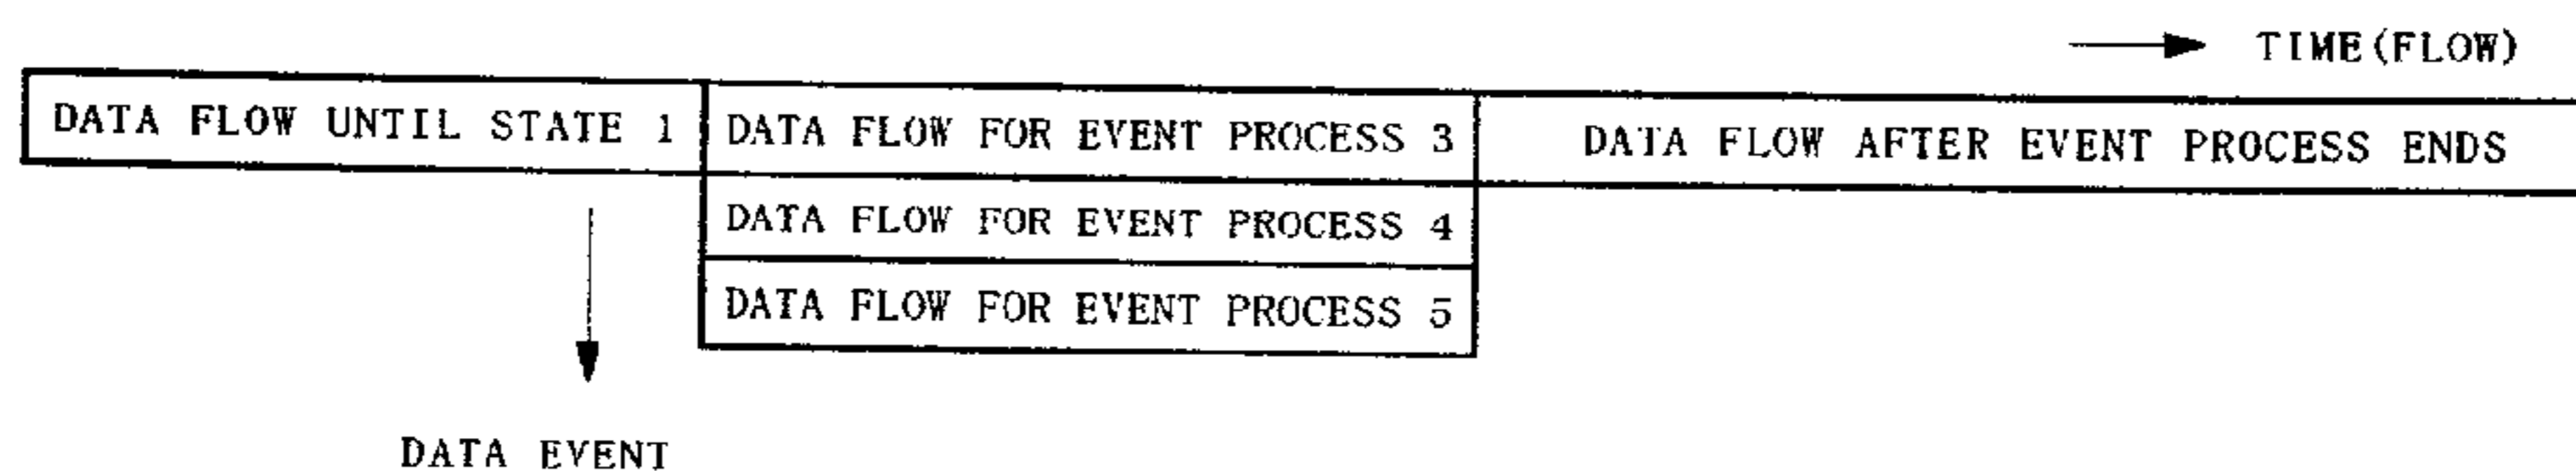 TIME(FLOW)
DATA FLOW UNTIL STATE 1
DATA FLOW FOR EVENT PROCESS 3
DATA FLOW AFTER EVENT PROCESS ENDS
DATA FLOW FOR EVENT PROCESS 4
DATA FLOW FOR EVENT PROCESS 5
DATA EVENT